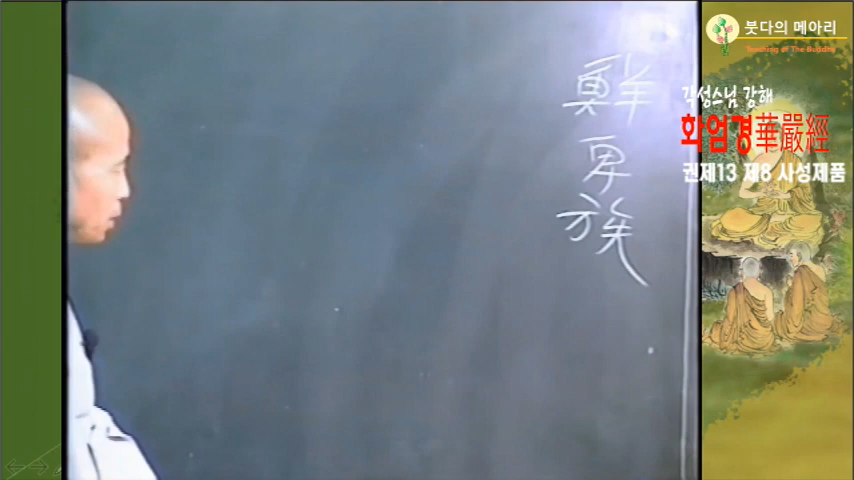 붓다의 메아리
Teaching of The Buddha
각성스님 강해
화엄경華嚴經
권제13 제8 사성제품
鮮
卑
族